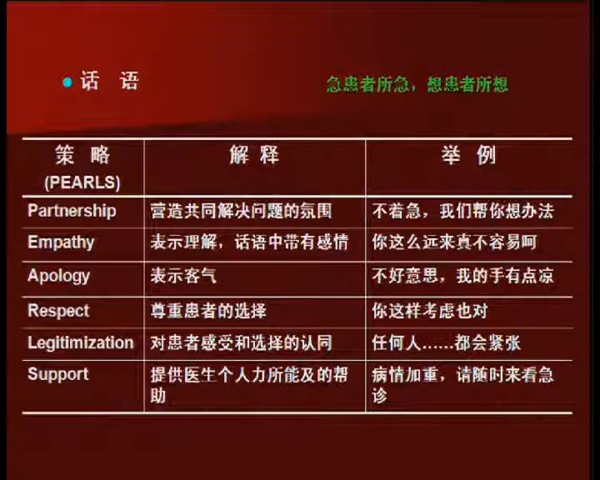 话 语
急患者所急，想患者所想
策 略 解 释 举 例
(PEARLS)
Partnership 营造共同解决问题的氛围 不着急，我们帮你想办法
Empathy 表示理解，话语中带有感情 你这么远来真不容易呵
Apology 表示客气 不好意思，我的手有点凉
Respect 尊重患者的选择 你这样考虑也对
Legitimization 对患者感受和选择的认同 任何人……都会紧张
Support 提供医生个人力所能及的帮 病情加重，请随时来看急
助 诊